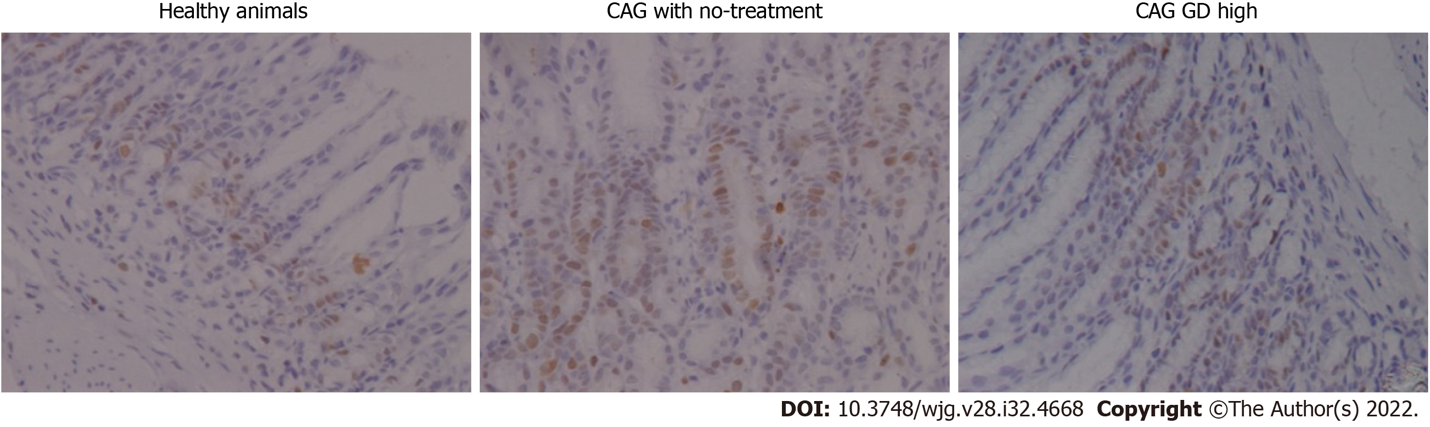 Healthy animals
CAG with no-treatment
CAG GD high
DOI: 10.3748/wjg.v28.i32.4668 Copyright ©The Author(s) 2022.